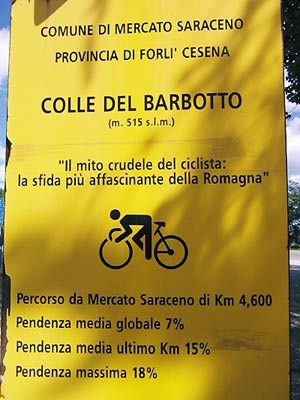 COMUNE DI MERCATO SARACENO
PROVINCIA DI FORLI' CESENA
COLLE DEL BARBOTTO
(m. 515 s.l.m.)
"Il mito crudele del ciclista:
la sfida più affascinante della Romagna"
Percorso da Mercato Saraceno di Km 4,600
Pendenza media globale 7%
Pendenza media ultimo Km 15%
Pendenza massima 18%